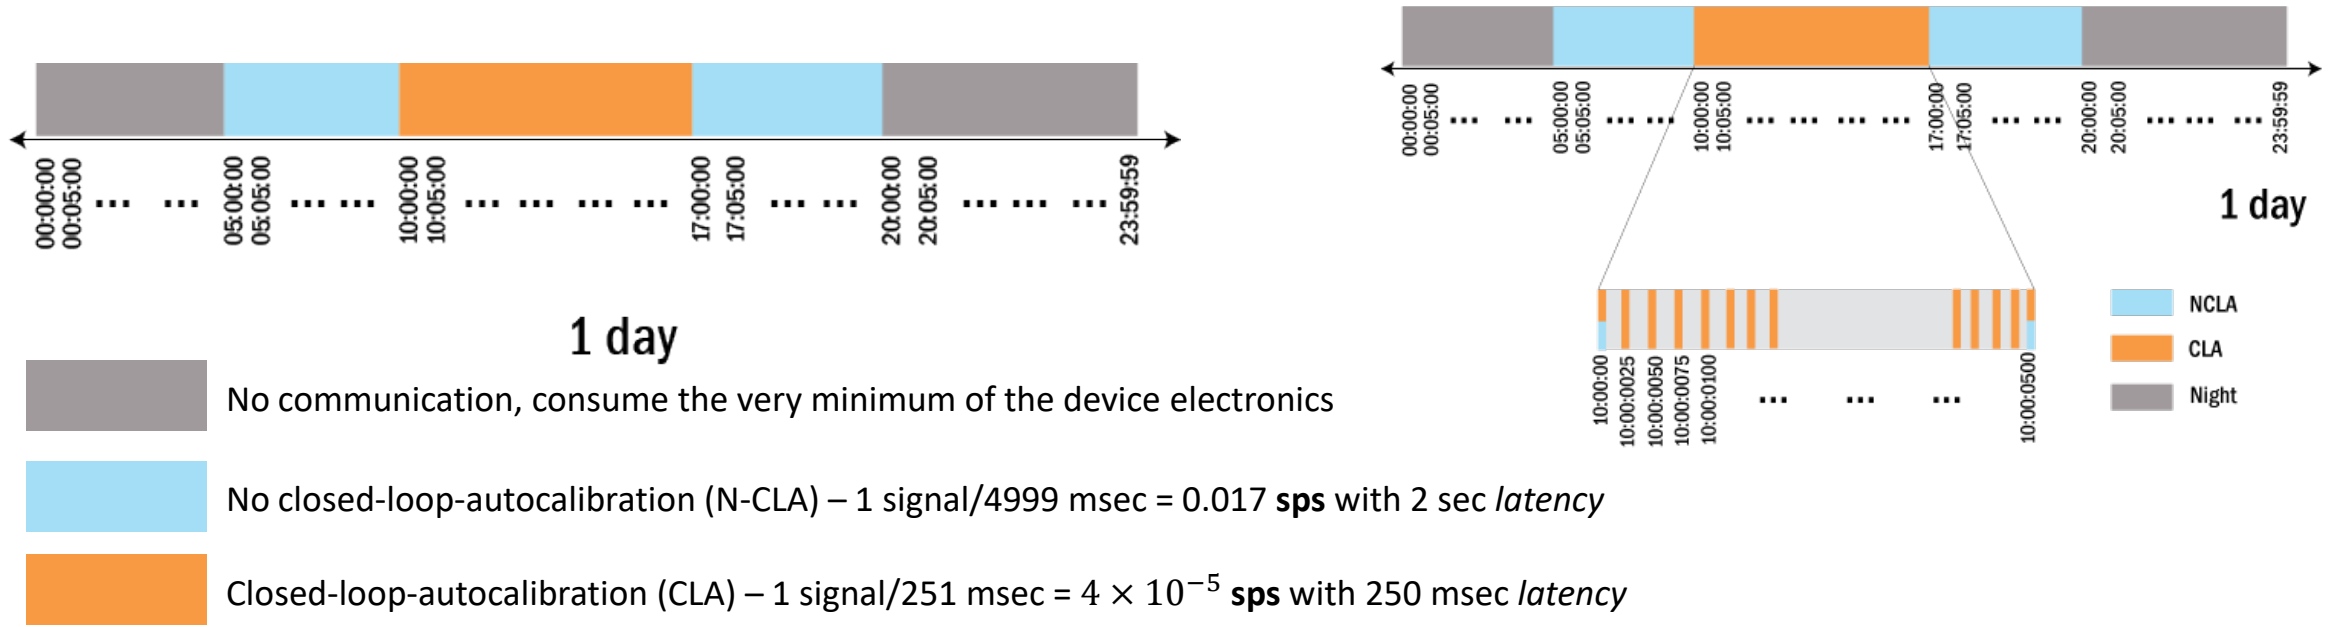 00:00:00
00:05:00
... ...
05:00:00
05:05:00
... ...
10:00:00
10:05:00
... ... ... ...
17:00:00
17:05:00
... ...
20:00:00
20:05:00
... ... ...
23:59:59
1 day
00:00:00
00:05:00
... ...
05:00:00
05:05:00
... ...
10:00:00
10:05:00
... ... ... ...
17:00:00
17:05:00
... ...
20:00:00
20:05:00
... ... ...
23:59:59
1 day
10:00:00
10:00:0025
10:00:0050
10:00:0075
10:00:0100
... ... ...
10:00:0500
NCLA
CLA
Night
No communication, consume the very minimum of the device electronics
No closed-loop-autocalibration (N-CLA) – 1 signal/4999 msec = 0.017 sps with 2 sec latency
Closed-loop-autocalibration (CLA) – 1 signal/251 msec = 4 × 10⁻⁵ sps with 250 msec latency